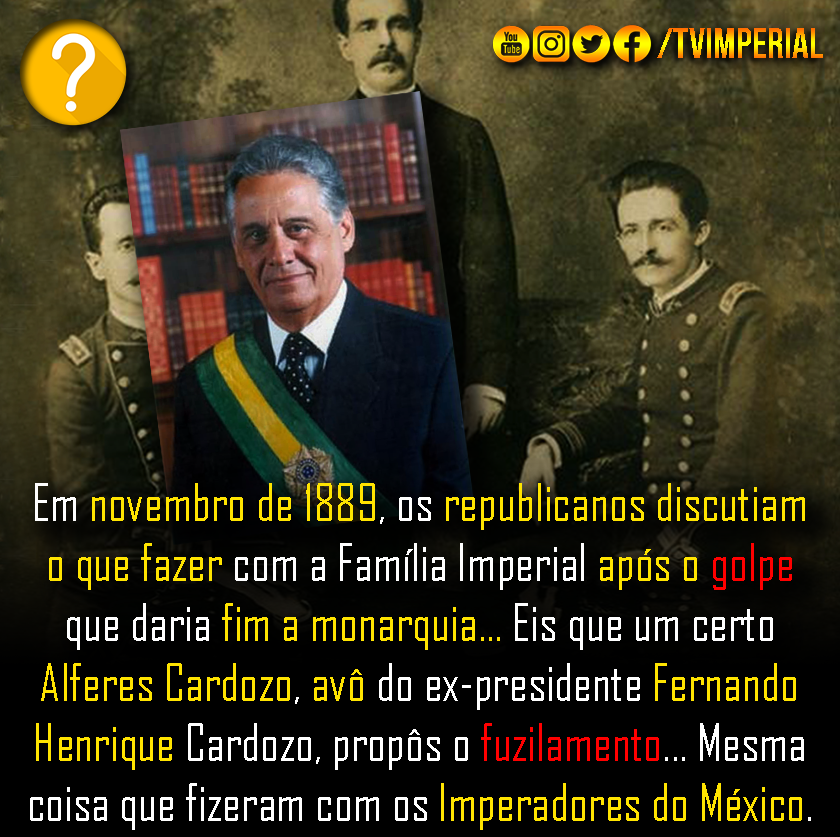 ?
You
Tube
/TVIMPERIAL
Em novembro de 1889, os republicanos discutiam
o que fazer com a Família Imperial após o golpe
que daria fim a monarquia... Eis que um certo
Alferes Cardozo, avô do ex-presidente Fernando
Henrique Cardozo, propôs o fuzilamento... Mesma
coisa que fizeram com os Imperadores do México.